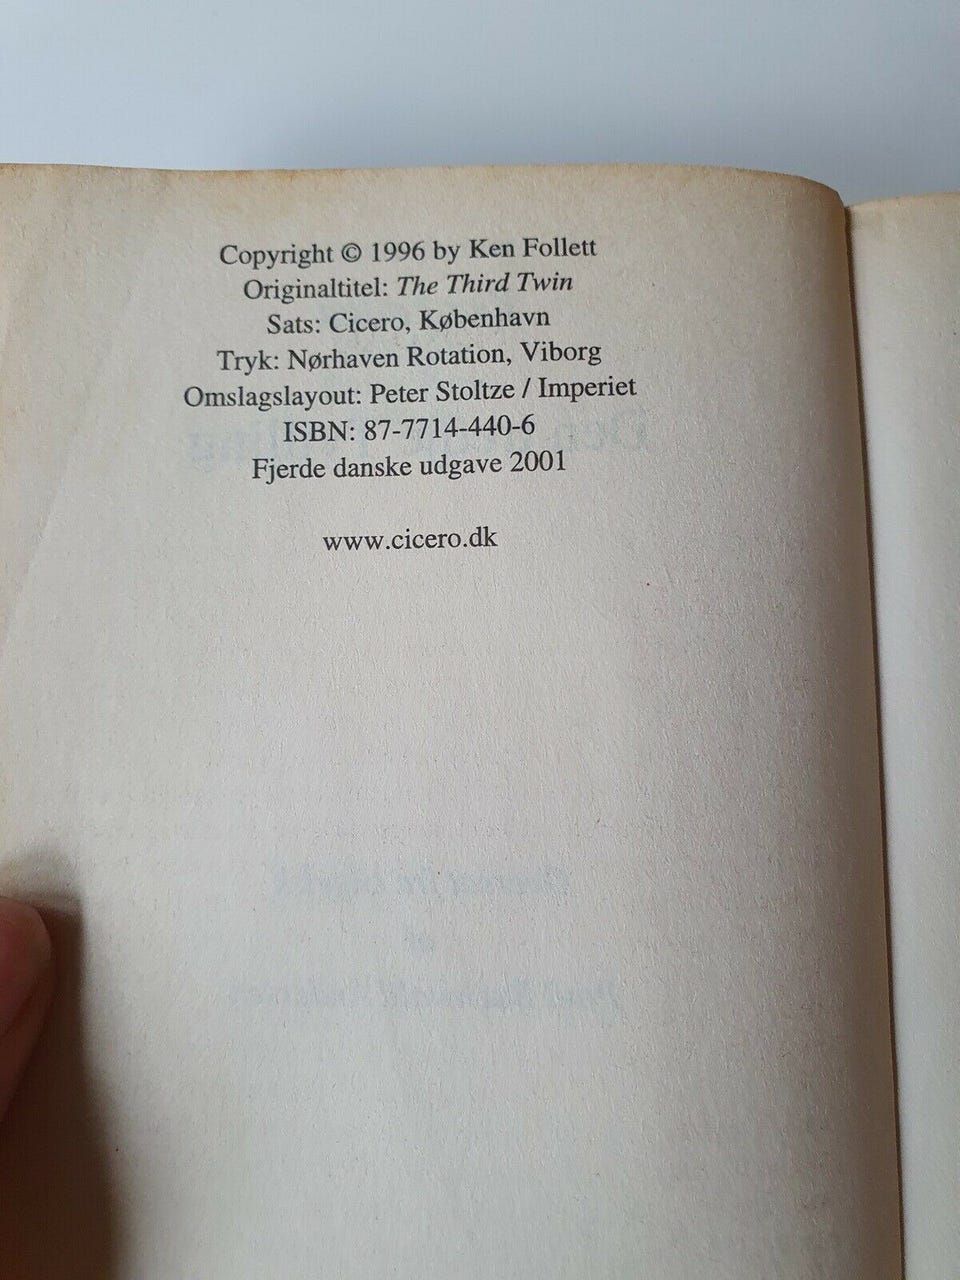 Copyright © 1996 by Ken Follett
Originaltitel: The Third Twin
Sats: Cicero, København
Tryk: Nørhaven Rotation, Viborg
Omslagslayout: Peter Stoltze / Imperiet
ISBN: 87-7714-440-6
Fjerde danske udgave 2001
www.cicero.dk